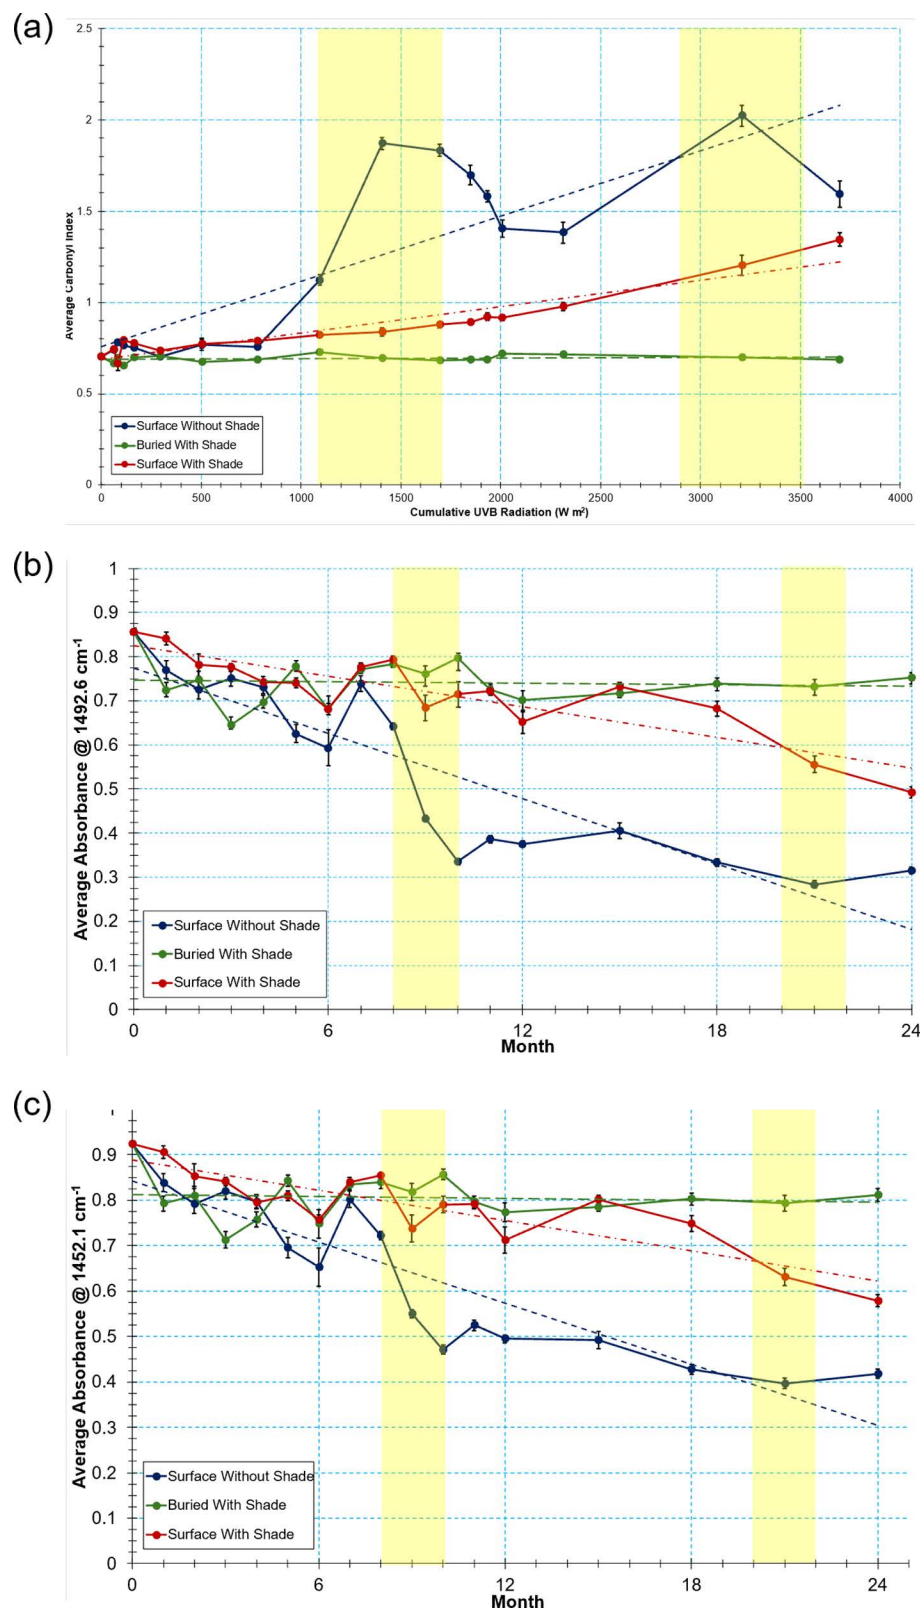 (a)
2.5
2
1.5
1
0.5
0
Average Carbonyl Index
Surface Without Shade
Buried With Shade
Surface With Shade
0 500 1000 1500 2000 2500 3000 3500 4000
Cumulative UVB Radiation (W m²)
(b)
1
0.9
0.8
0.7
0.6
0.5
0.4
0.3
0.2
0.1
0
Average Absorbance @ 1492.6 cm⁻¹
Surface Without Shade
Buried With Shade
Surface With Shade
0 6 12 18 24
Month
(c)
0.9
0.8
0.7
0.6
0.5
0.4
0.3
0.2
0.1
0
Average Absorbance @ 1452.1 cm⁻¹
Surface Without Shade
Buried With Shade
Surface With Shade
0 6 12 18 24
Month